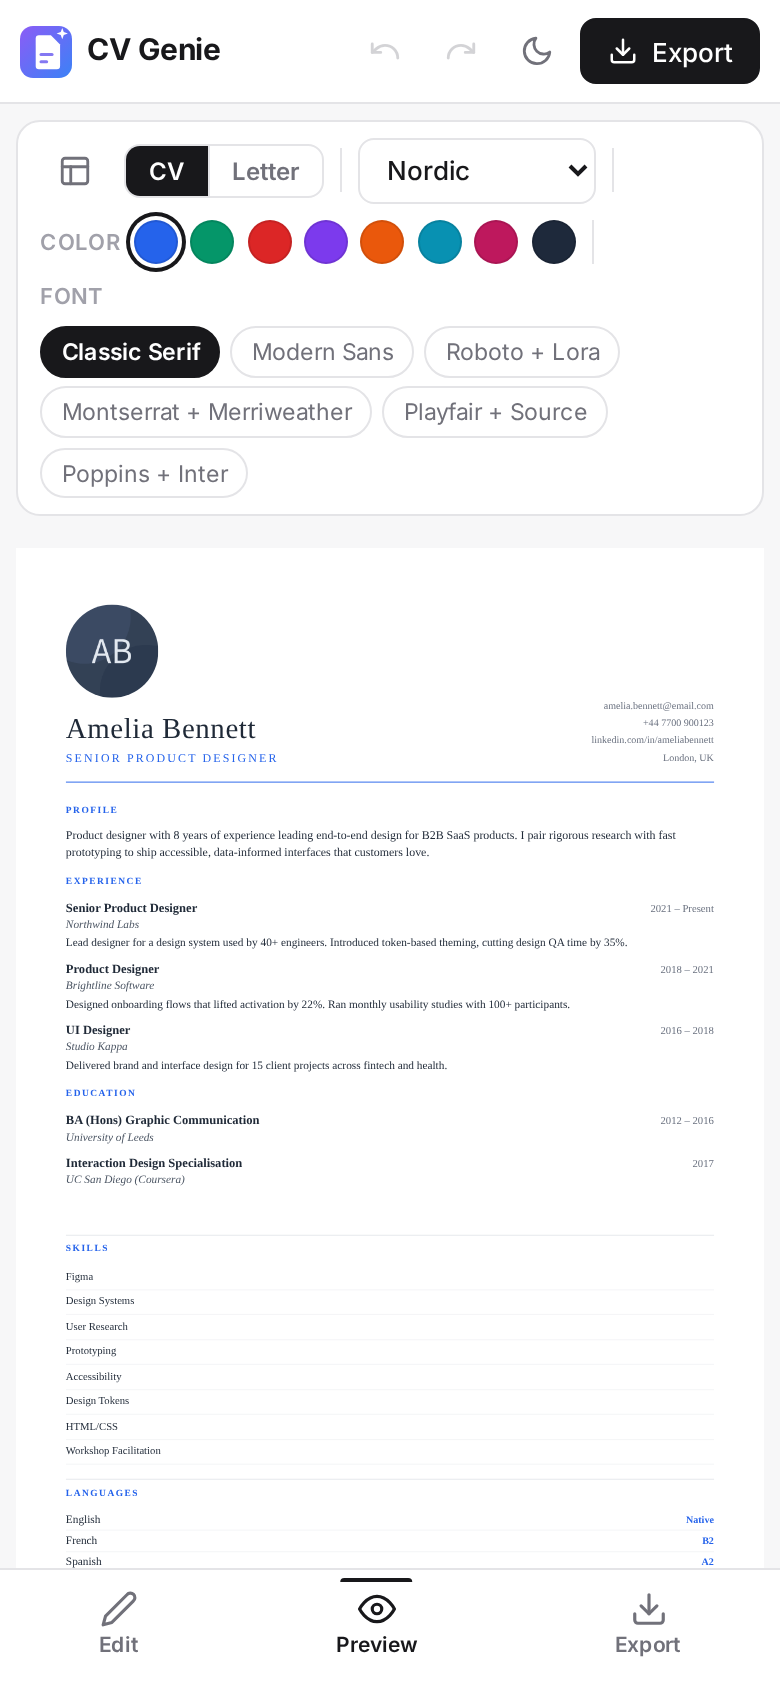 CV Genie
Export
CV
Letter
Nordic
COLOR
FONT
Classic Serif
Modern Sans
Roboto + Lora
Montserrat + Merriweather
Playfair + Source
Poppins + Inter
AB
Amelia Bennett
SENIOR PRODUCT DESIGNER
amelia.bennett@email.com
+44 7700 900123
linkedin.com/in/ameliabennett
London, UK
PROFILE
Product designer with 8 years of experience leading end-to-end design for B2B SaaS products. I pair rigorous research with fast
prototyping to ship accessible, data-informed interfaces that customers love.
EXPERIENCE
Senior Product Designer 2021 – Present
Northwind Labs
Lead designer for a design system used by 40+ engineers. Introduced token-based theming, cutting design QA time by 35%.
Product Designer 2018 – 2021
Brightline Software
Designed onboarding flows that lifted activation by 22%. Ran monthly usability studies with 100+ participants.
UI Designer 2016 – 2018
Studio Kappa
Delivered brand and interface design for 15 client projects across fintech and health.
EDUCATION
BA (Hons) Graphic Communication 2012 – 2016
University of Leeds
Interaction Design Specialisation 2017
UC San Diego (Coursera)
SKILLS
Figma
Design Systems
User Research
Prototyping
Accessibility
Design Tokens
HTML/CSS
Workshop Facilitation
LANGUAGES
English Native
French B2
Spanish A2
Edit
Preview
Export